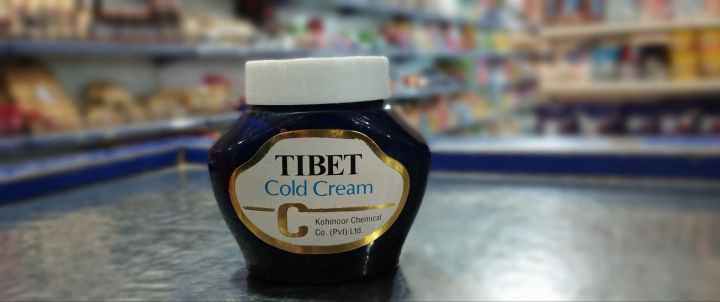 TIBET
Cold Cream
C
Kohinoor Chemical
Co. (Pvt) Ltd.